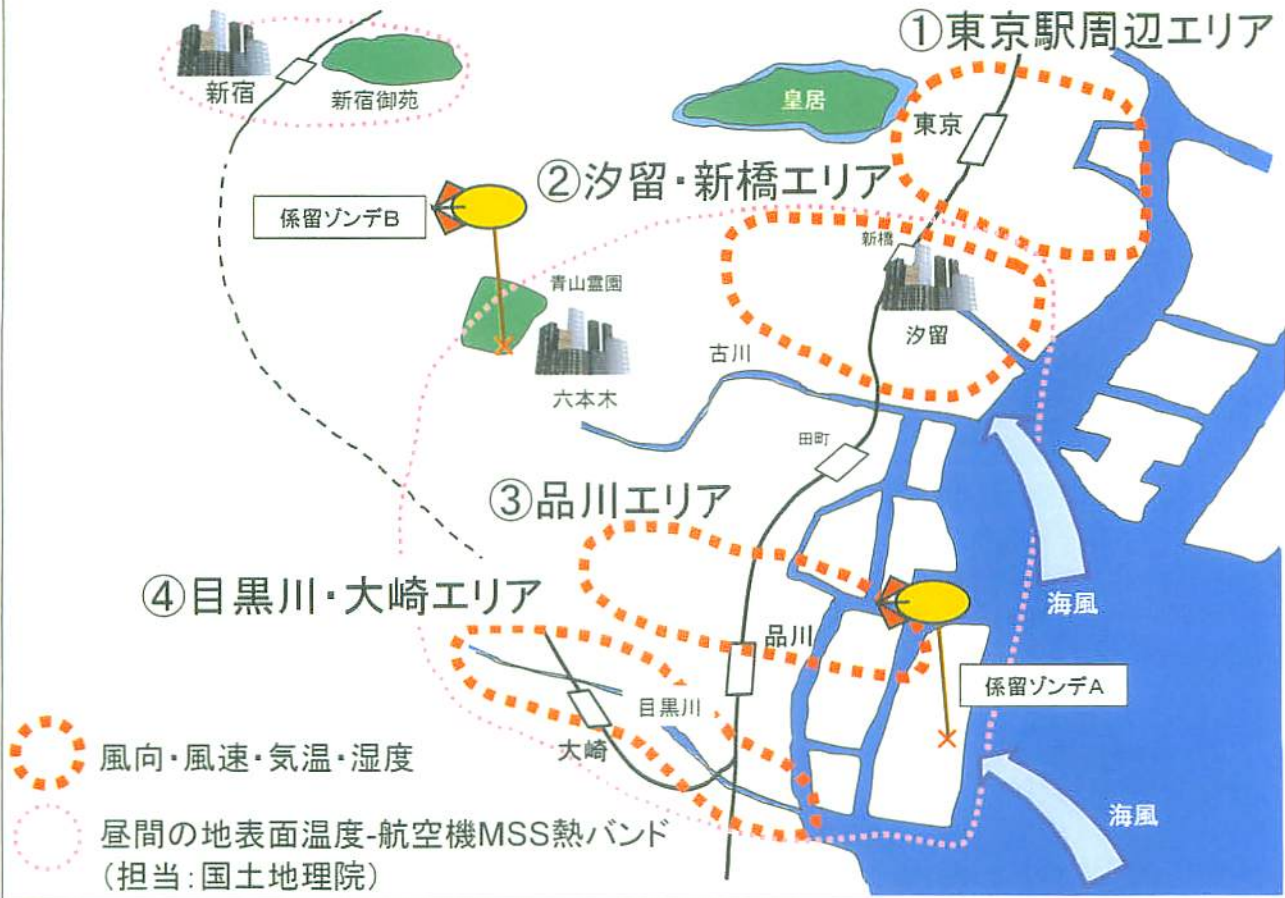 ①東京駅周辺エリア
新宿
新宿御苑
皇居
東京
②汐留・新橋エリア
係留ゾンデB
新橋
青山霊園
汐留
古川
六本木
田町
③品川エリア
④目黒川・大崎エリア
海風
品川
係留ゾンデA
目黒川
大崎
風向・風速・気温・湿度
海風
昼間の地表面温度-航空機MSS熱バンド
(担当:国土地理院)